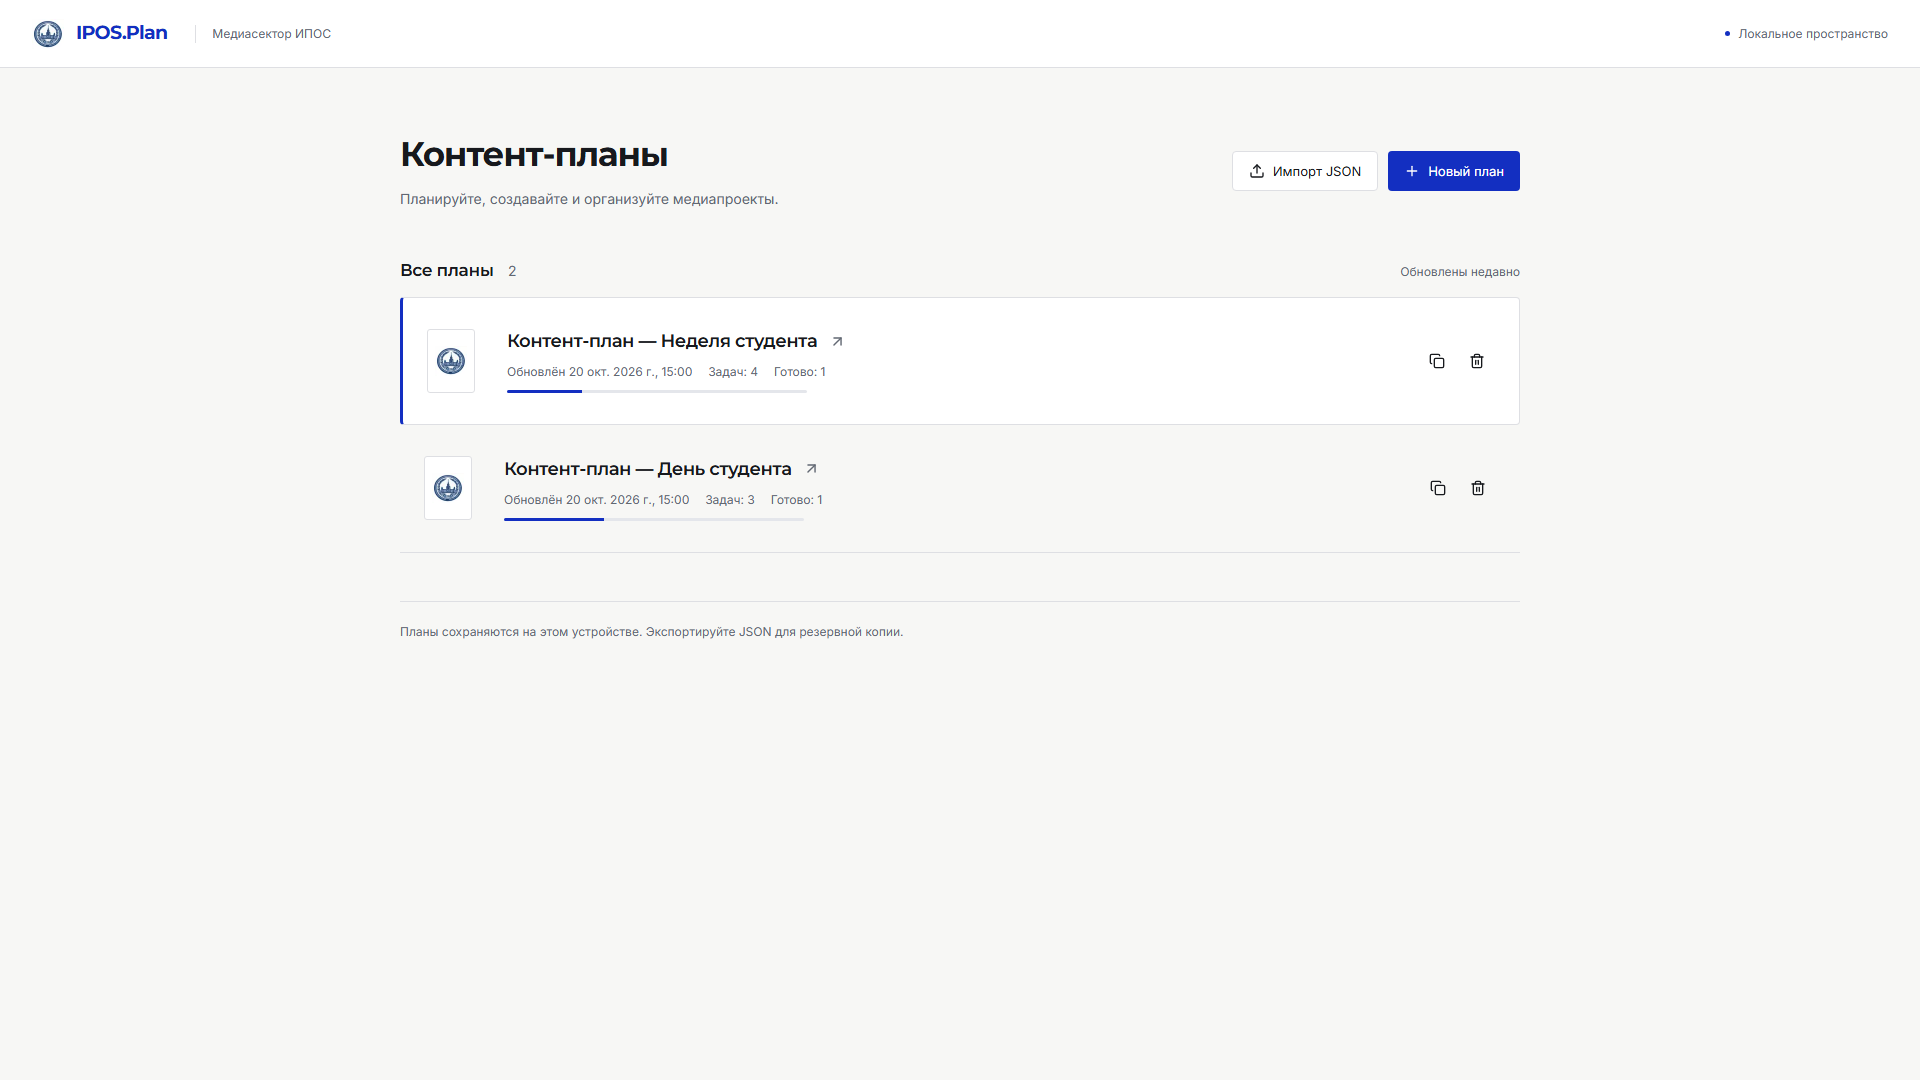 IPOS.Plan
Медиасектор ИПОС
Локальное пространство
Контент-планы
Планируйте, создавайте и организуйте медиапроекты.
Импорт JSON
Новый план
Все планы 2
Обновлены недавно
Контент-план — Неделя студента
Обновлён 20 окт. 2026 г., 15:00 Задач: 4 Готово: 1
Контент-план — День студента
Обновлён 20 окт. 2026 г., 15:00 Задач: 3 Готово: 1
Планы сохраняются на этом устройстве. Экспортируйте JSON для резервной копии.